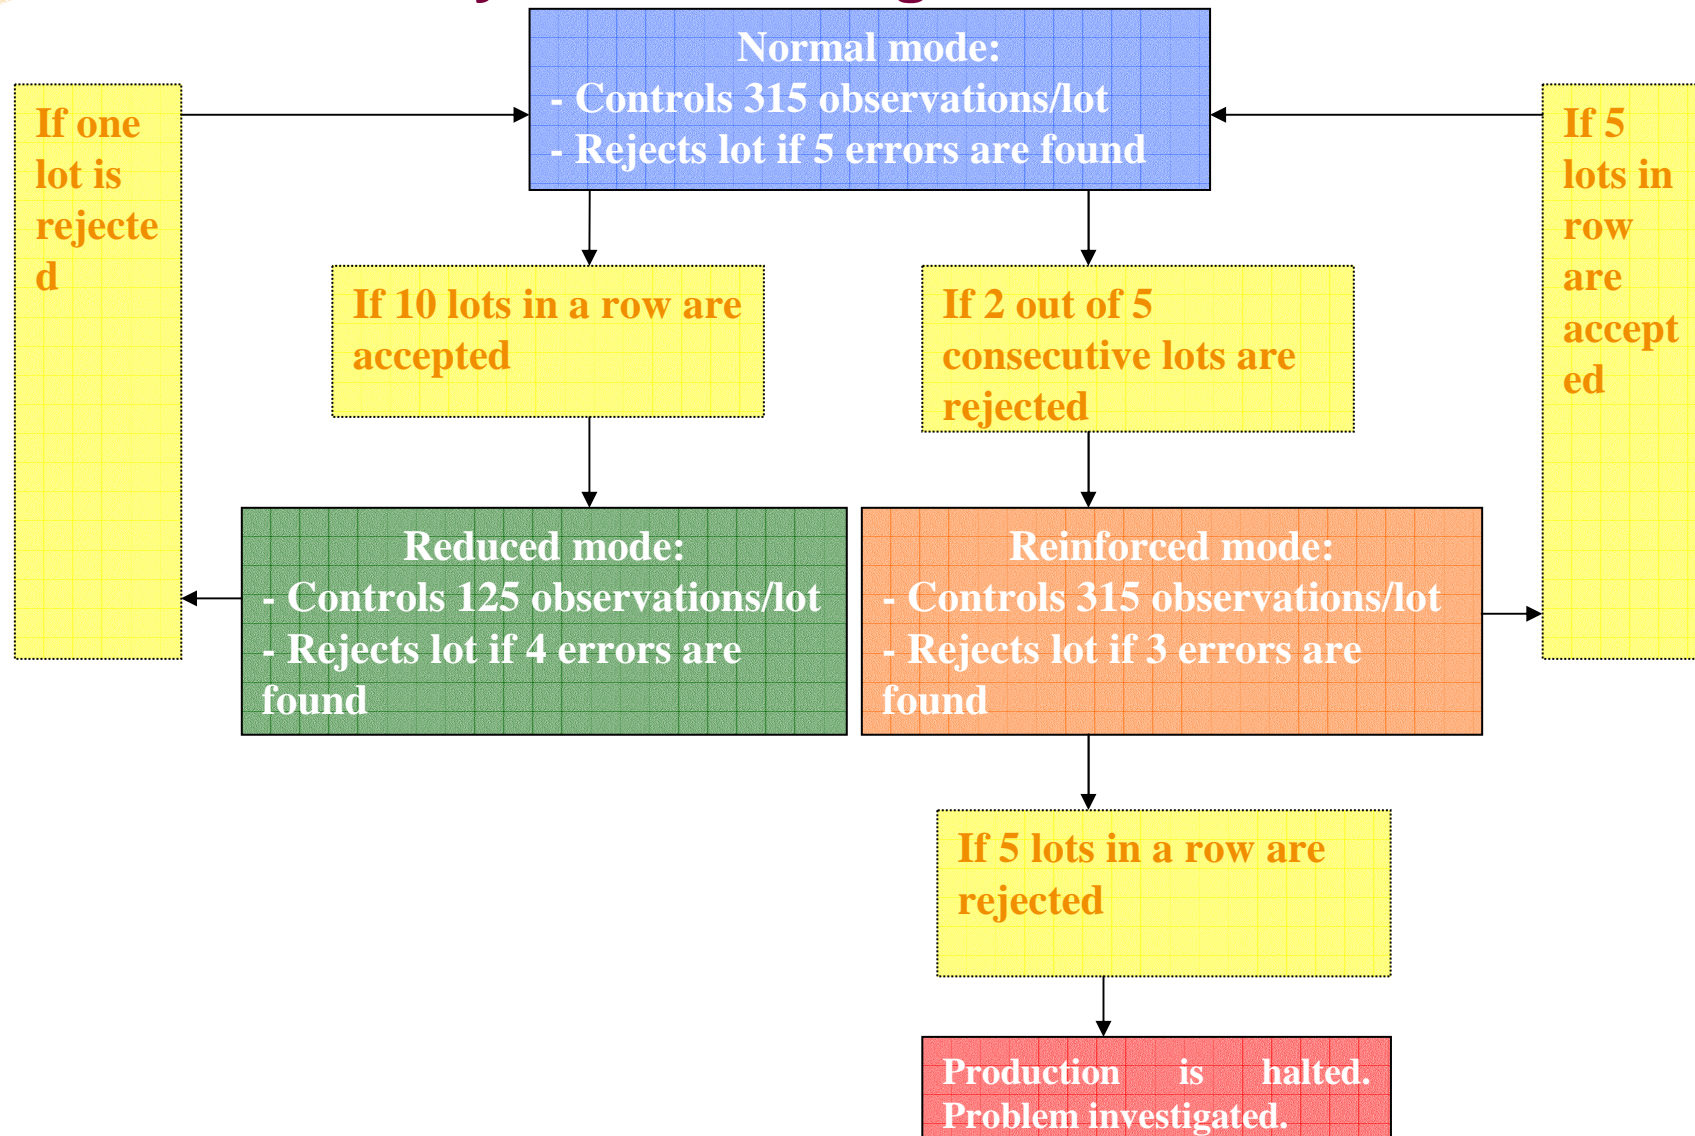 Normal mode:
- Controls 315 observations/lot
- Rejects lot if 5 errors are found
If one
lot is
rejecte
d
If 5
lots in
row
are
accept
ed
If 10 lots in a row are
accepted
If 2 out of 5
consecutive lots are
rejected
Reduced mode:
- Controls 125 observations/lot
- Rejects lot if 4 errors are
found
Reinforced mode:
- Controls 315 observations/lot
- Rejects lot if 3 errors are
found
If 5 lots in a row are
rejected
Production is halted.
Problem investigated.